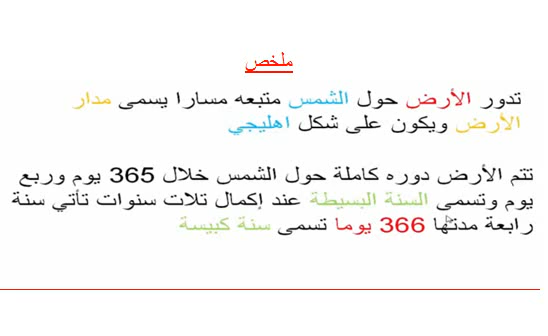 ملخص
تدور الأرض حول الشمس متبعه مسارا يسمى مدار
الأرض ويكون على شكل اهليجي
تتم الأرض دوره كاملة حول الشمس خلال 365 يوم وربع
يوم وتسمى السنة البسيطة عند إكمال تلات سنوات تأتي سنة
رابعة مدتها 366 يوما تسمى سنة كبيسة